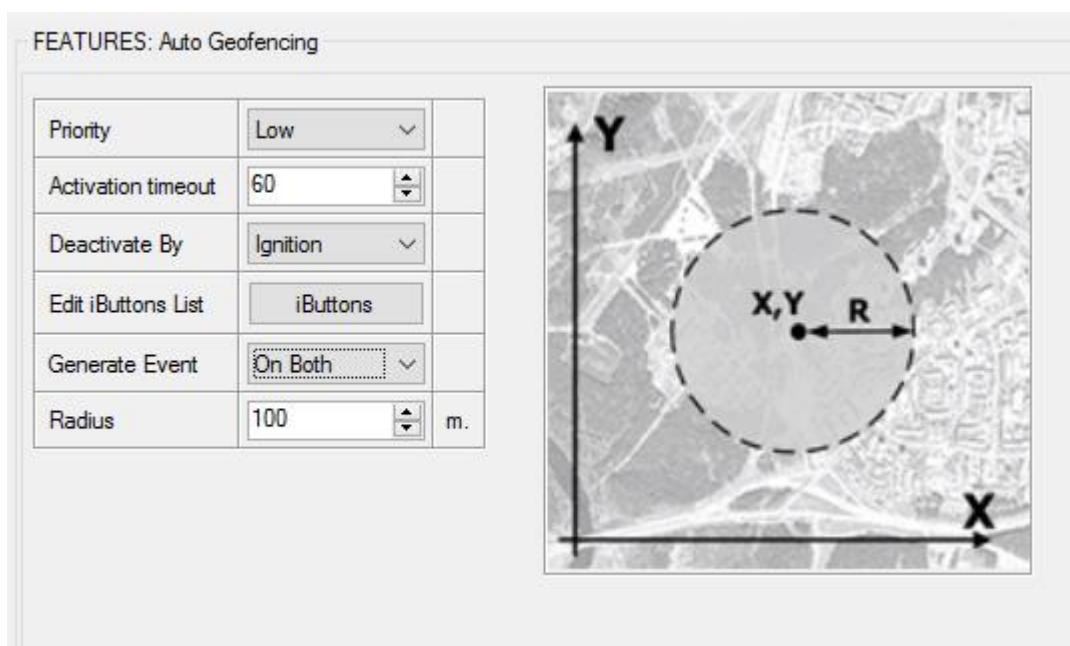 FEATURES: Auto Geofencing
Priority Low
Activation timeout 60
Deactivate By Ignition
Edit iButtons List iButtons
Generate Event On Both
Radius 100 m.
Y
X,Y R
X